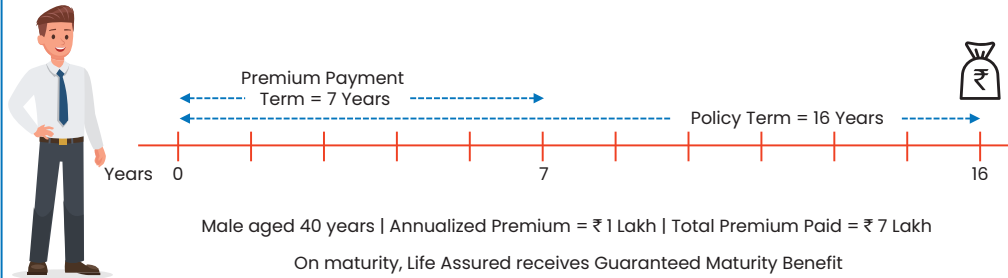 Premium Payment
Term = 7 Years
Policy Term = 16 Years
₹
Years 0 7 16
Male aged 40 years | Annualized Premium = ₹ 1 Lakh | Total Premium Paid = ₹ 7 Lakh
On maturity, Life Assured receives Guaranteed Maturity Benefit